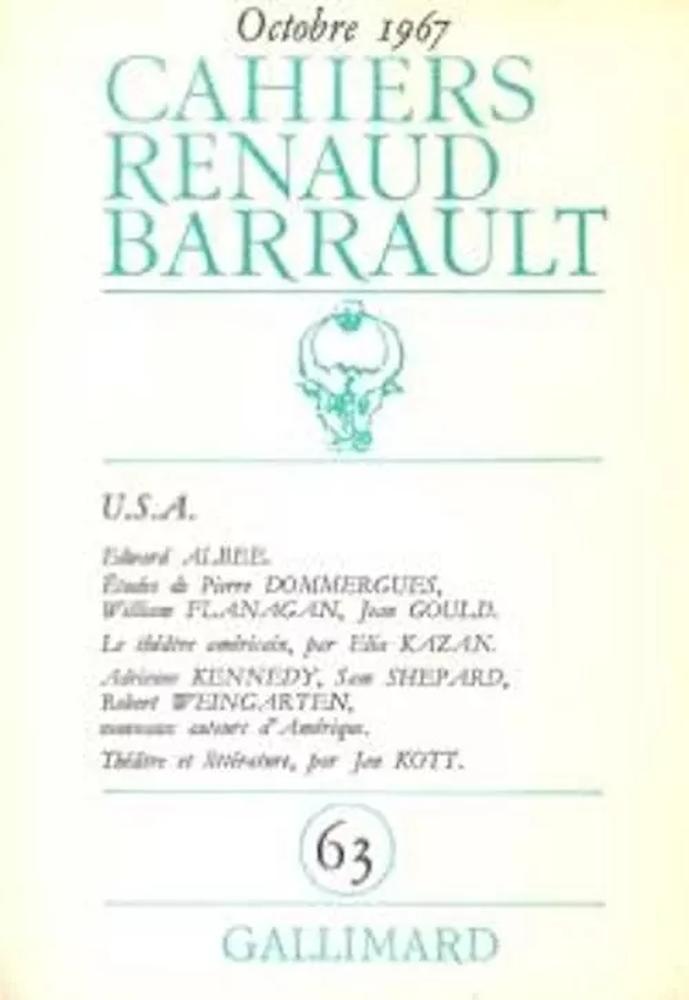 Octobre 1967
CAHIERS
RENAUD
BARRAULT
U.S.A.
Edward ALBEE.
Études de Pierre DOMMERGUES,
William FLANAGAN, Jean GOULD.
Le théâtre américain, par Elia KAZAN.
Adrienne KENNEDY, Sam SHEPARD,
Robert WEINGARTEN,
nouveaux auteurs d'Amérique.
Théâtre et littérature, par Jan KOTT.
63
GALLIMARD